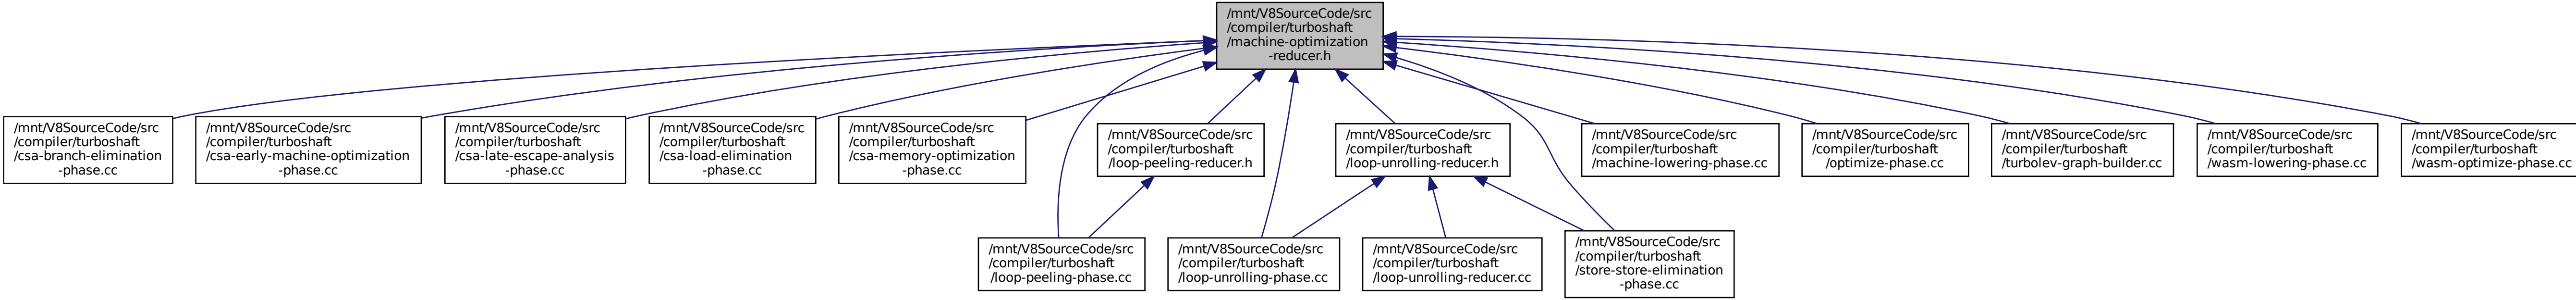 /mnt/V8SourceCode/src
/compiler/turboshaft
/machine-optimization
-reducer.h
/mnt/V8SourceCode/src
/compiler/turboshaft
/csa-branch-elimination
-phase.cc
/mnt/V8SourceCode/src
/compiler/turboshaft
/csa-early-machine-optimization
-phase.cc
/mnt/V8SourceCode/src
/compiler/turboshaft
/csa-late-escape-analysis
-phase.cc
/mnt/V8SourceCode/src
/compiler/turboshaft
/csa-load-elimination
-phase.cc
/mnt/V8SourceCode/src
/compiler/turboshaft
/csa-memory-optimization
-phase.cc
/mnt/V8SourceCode/src
/compiler/turboshaft
/loop-peeling-reducer.h
/mnt/V8SourceCode/src
/compiler/turboshaft
/loop-unrolling-reducer.h
/mnt/V8SourceCode/src
/compiler/turboshaft
/machine-lowering-phase.cc
/mnt/V8SourceCode/src
/compiler/turboshaft
/optimize-phase.cc
/mnt/V8SourceCode/src
/compiler/turboshaft
/turbolev-graph-builder.cc
/mnt/V8SourceCode/src
/compiler/turboshaft
/wasm-lowering-phase.cc
/mnt/V8SourceCode/src
/compiler/turboshaft
/wasm-optimize-phase.cc
/mnt/V8SourceCode/src
/compiler/turboshaft
/loop-peeling-phase.cc
/mnt/V8SourceCode/src
/compiler/turboshaft
/loop-unrolling-phase.cc
/mnt/V8SourceCode/src
/compiler/turboshaft
/loop-unrolling-reducer.cc
/mnt/V8SourceCode/src
/compiler/turboshaft
/store-store-elimination
-phase.cc